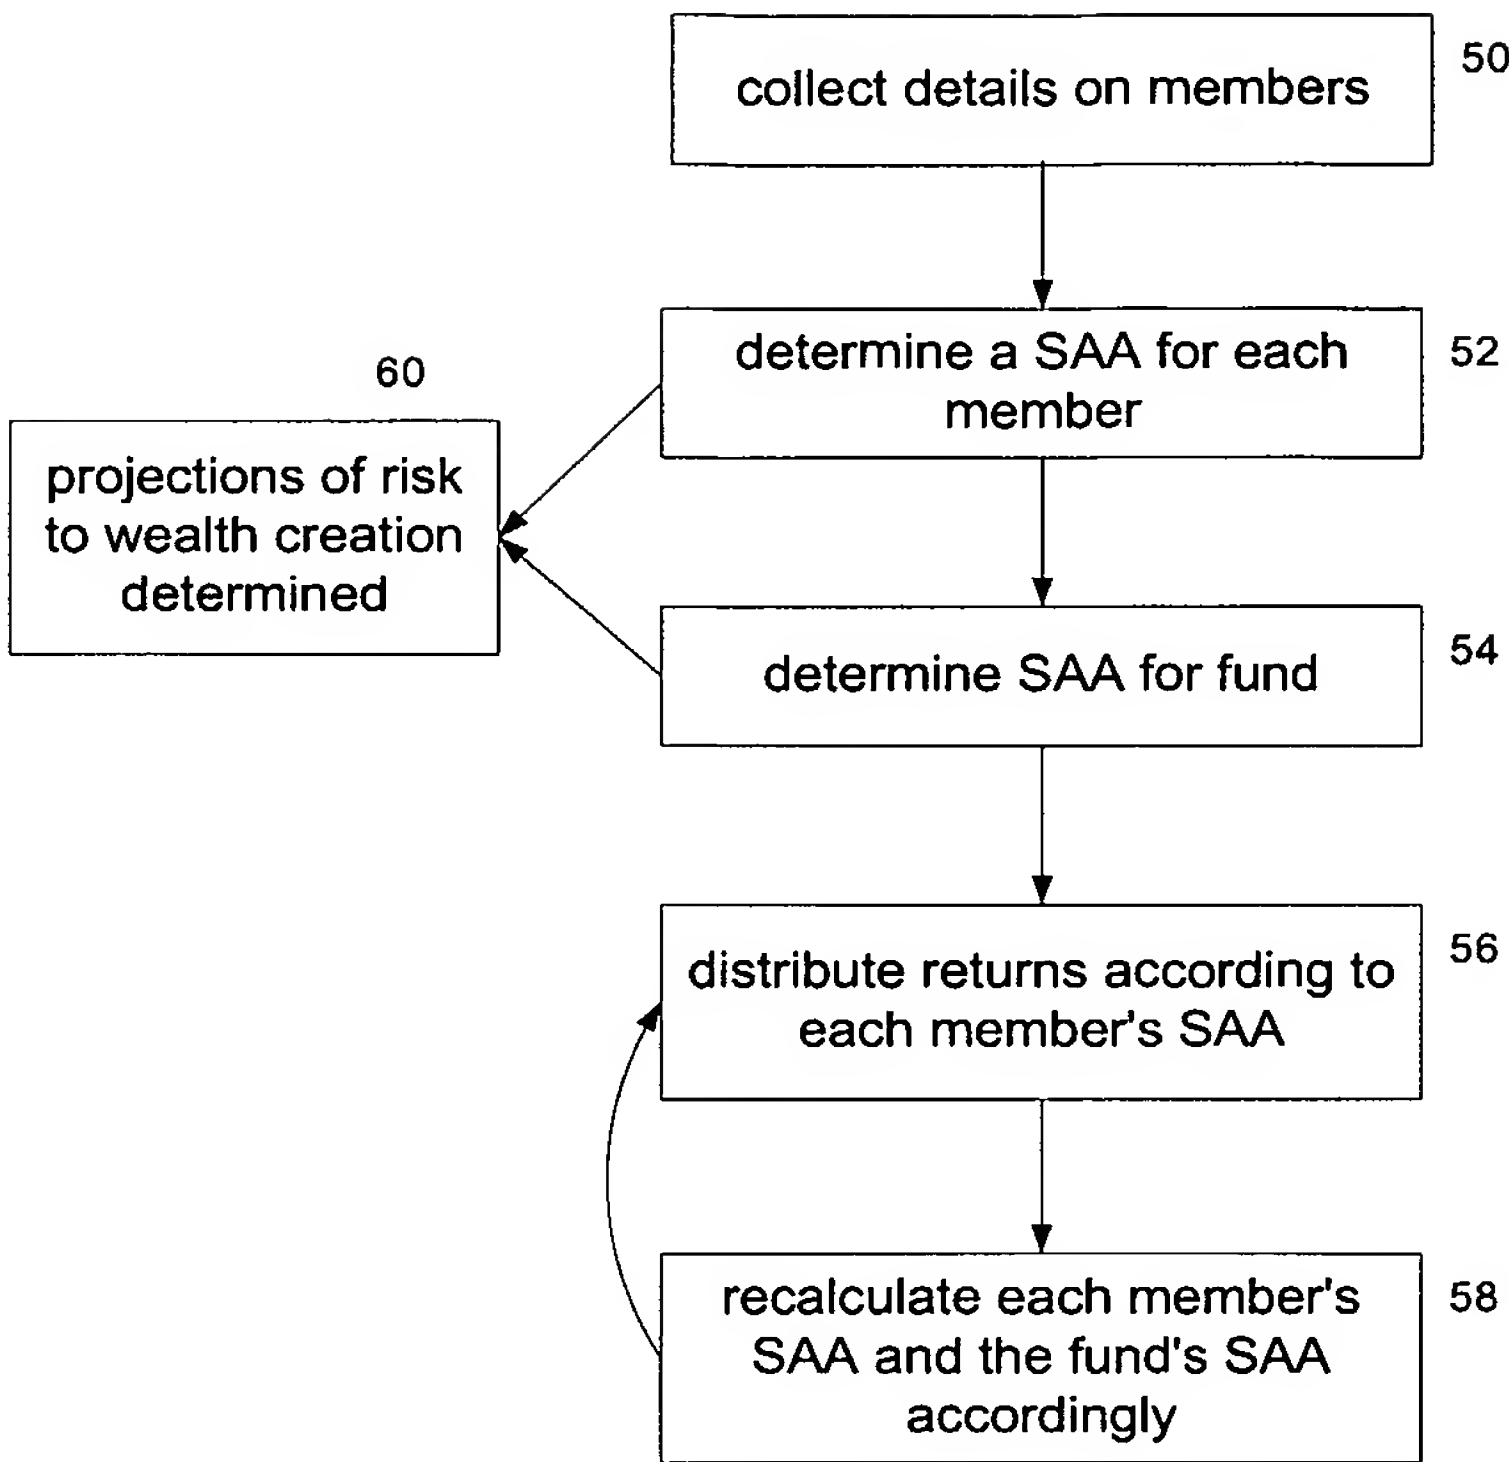 collect details on members
50
determine a SAA for each
member
52
60
projections of risk
to wealth creation
determined
determine SAA for fund
54
distribute returns according to
each member's SAA
56
recalculate each member's
SAA and the fund's SAA
accordingly
58